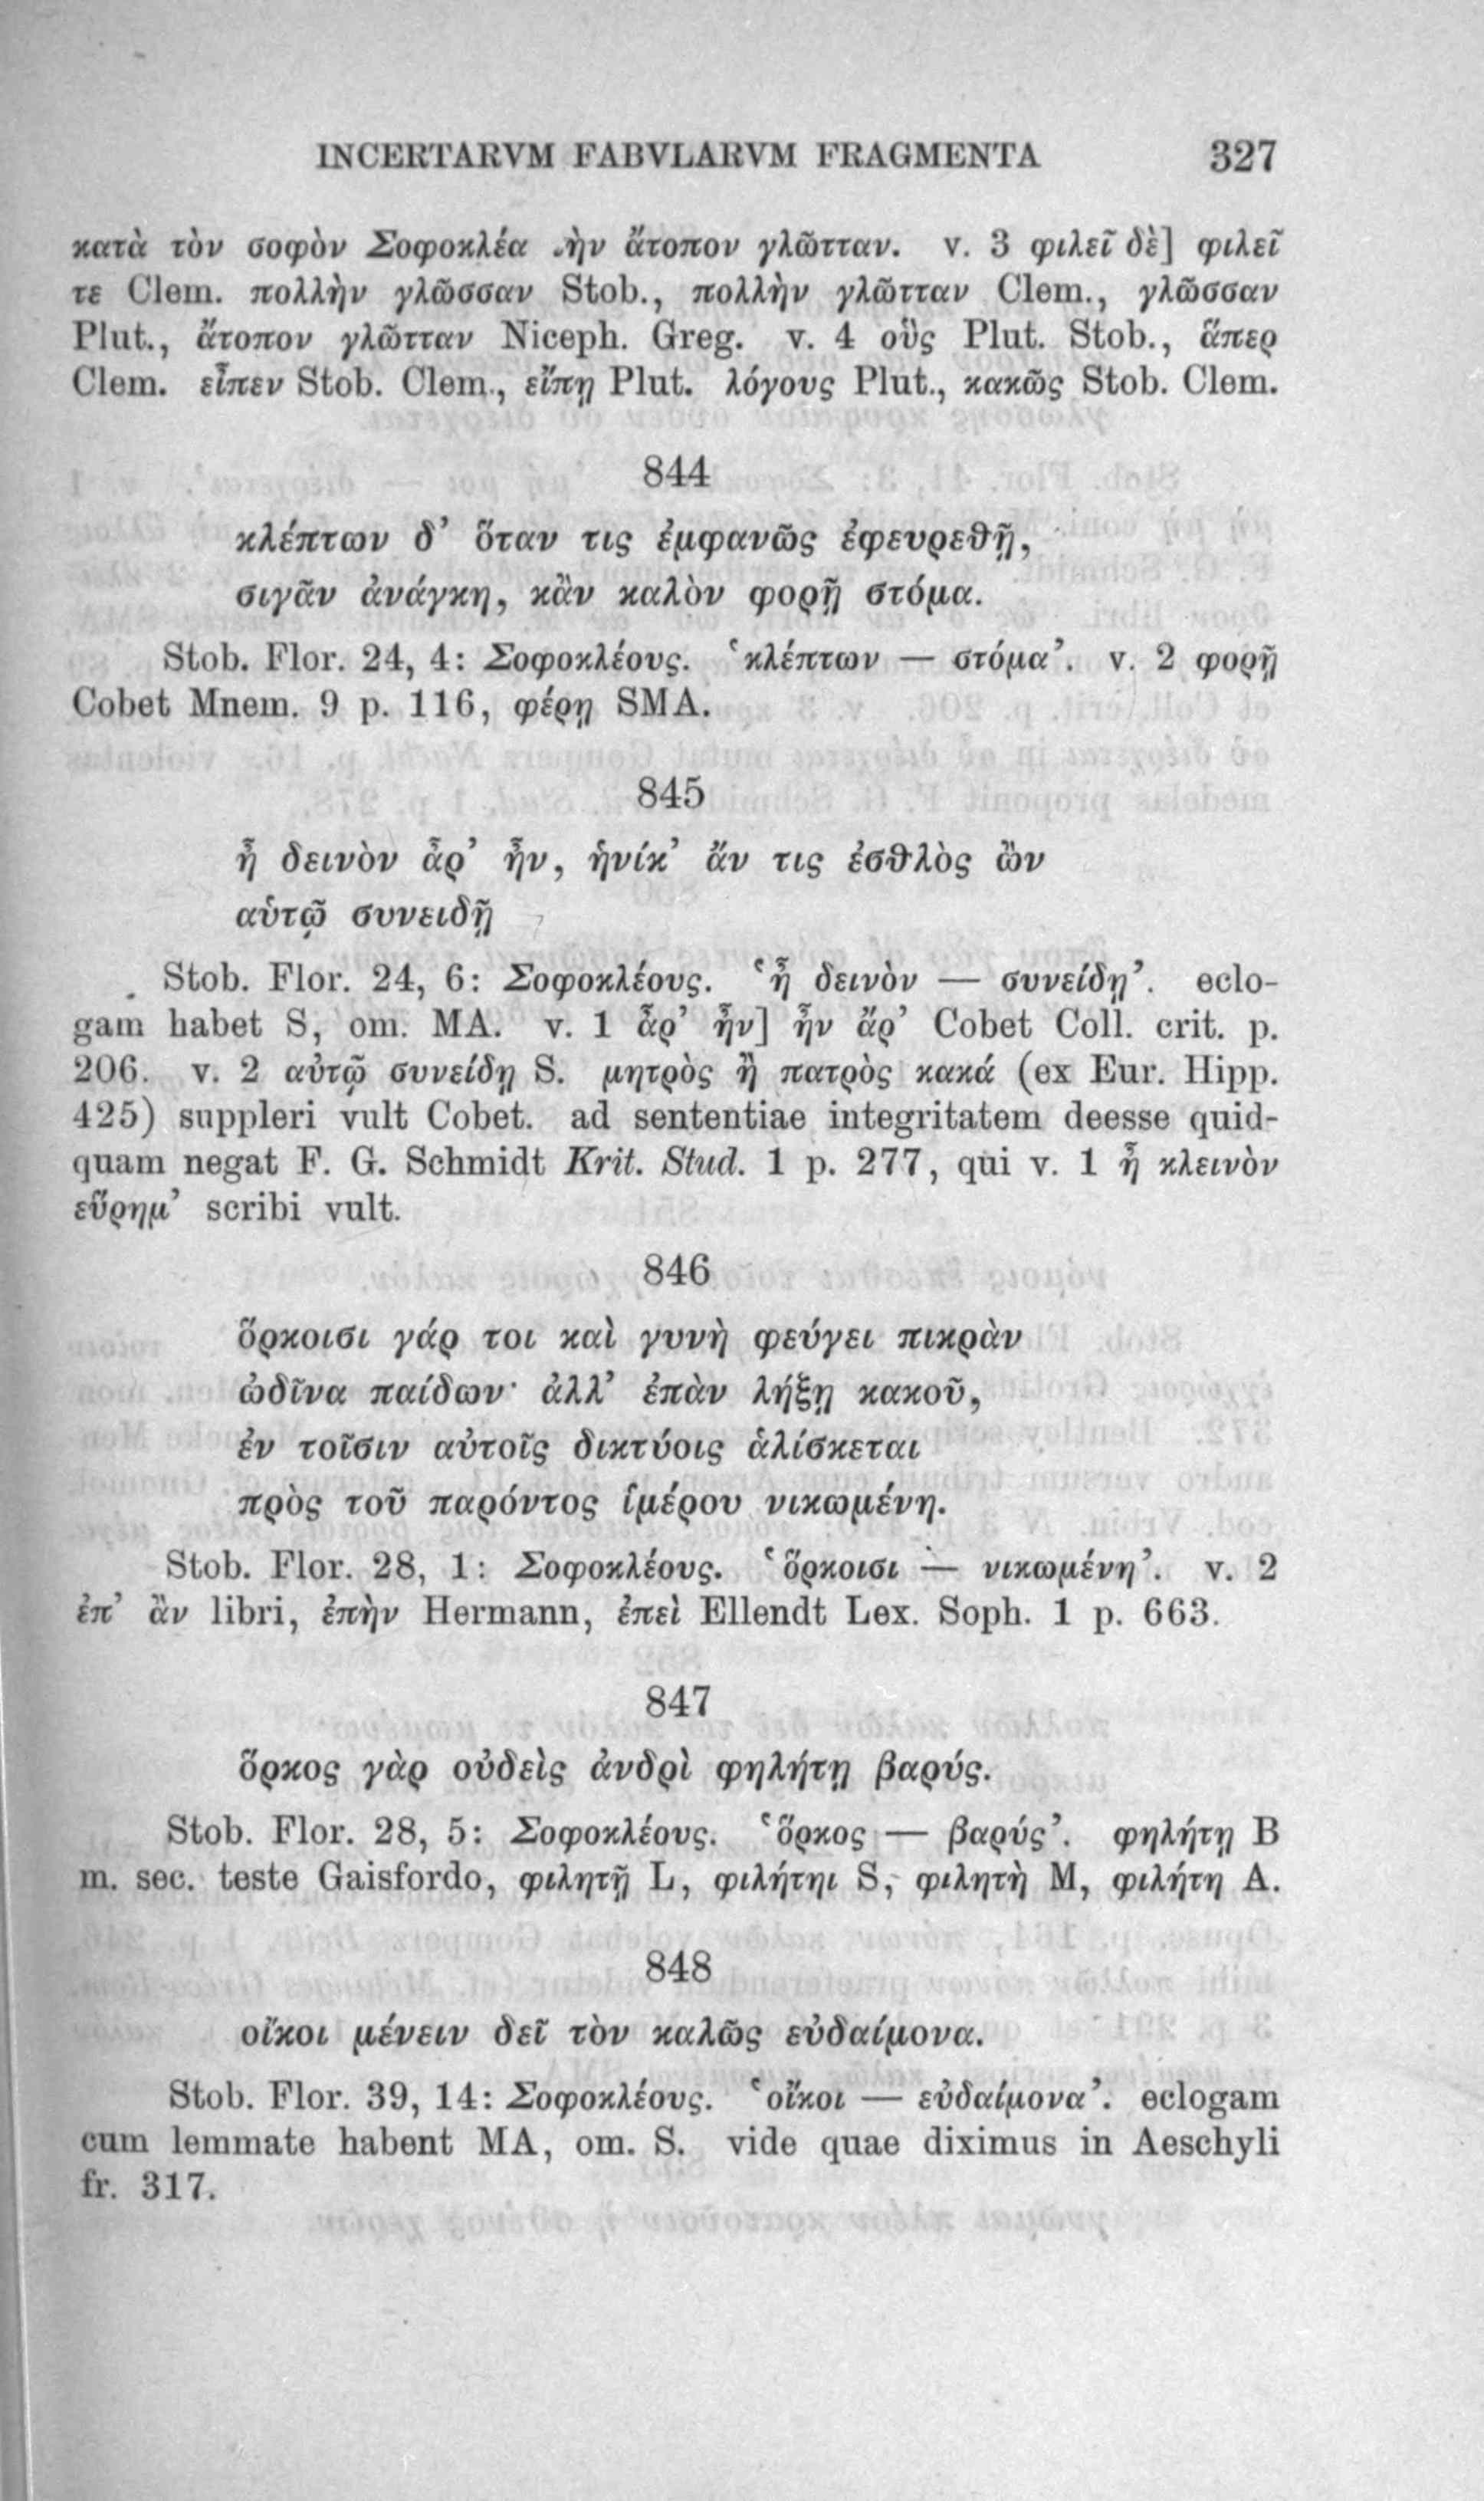 INCERTARVM FABVLARVM FRAGMENTA 327
κατὰ τὸν σοφὸν Σοφοκλέα ἄτοπον γλῶτταν. v. 3 φιλεῖ δὲ] φιλεῖ
τε Clem. πολλὴν γλῶσσαν Stob., πολλὴν γλῶτταν Clem., γλῶσσαν
Plut., ἄτοπον γλῶτταν Niceph. Greg. v. 4 οὓς Plut. Stob., ἅπερ
Clem. εἶπεν Stob. Clem., εἴπῃ Plut. λόγους Plut., κακῶς Stob. Clem.
844
κλέπτων δ’ ὅταν τις ἐμφανῶς ἐφευρεθῇ,
σιγᾶν ἀνάγκη, κἂν καλὸν φορῇ στόμα.
Stob. Flor. 24, 4: Σοφοκλέους. ‘κλέπτων — στόμα’. v. 2 φορῇ
Cobet Mnem. 9 p. 116, φέρῃ SMA.
845
ἦ δεινὸν ἆρ’ ἦν, ἡνίκ’ ἄν τις ἐσθλὸς ὢν
αὑτῷ συνειδῇ
Stob. Flor. 24, 6: Σοφοκλέους. ‘ἦ δεινὸν — συνείδῃ’. eclo-
gam habet S, om. MA. v. 1 ἆρ’ ἦν] ἦν ἄρ’ Cobet Coll. crit. p.
206. v. 2 αὐτῷ συνείδῃ S. μητρὸς ἢ πατρὸς κακά (ex Eur. Hipp.
425) suppleri vult Cobet. ad sententiae integritatem deesse quid-
quam negat F. G. Schmidt Krit. Stud. 1 p. 277, qui v. 1 ἦ κλεινὸν
εὕρημ’ scribi vult.
846
ὅρκοισι γάρ τοι καὶ γυνὴ φεύγει πικρὰν
ὠδῖνα παίδων· ἀλλ’ ἐπὰν λήξῃ κακοῦ,
ἐν τοῖσιν αὐτοῖς δικτύοις ἁλίσκεται
πρὸς τοῦ παρόντος ἱμέρου νικωμένη.
Stob. Flor. 28, 1: Σοφοκλέους. ‘ὅρκοισι — νικωμένη’. v. 2
ἐπ’ ἂν libri, ἐπὴν Hermann, ἐπεὶ Ellendt Lex. Soph. 1 p. 663.
847
ὅρκος γὰρ οὐδεὶς ἀνδρὶ φηλήτῃ βαρύς.
Stob. Flor. 28, 5: Σοφοκλέους. ‘ὅρκος — βαρύς’. φηλήτῃ B
m. sec. teste Gaisfordo, φιλητῇ L, φιλήτηι S, φιλητὴ M, φιλήτη A.
848
οἴκοι μένειν δεῖ τὸν καλῶς εὐδαίμονα.
Stob. Flor. 39, 14: Σοφοκλέους. ‘οἴκοι — εὐδαίμονα’. eclogam
cum lemmate habent MA, om. S. vide quae diximus in Aeschyli
fr. 317.